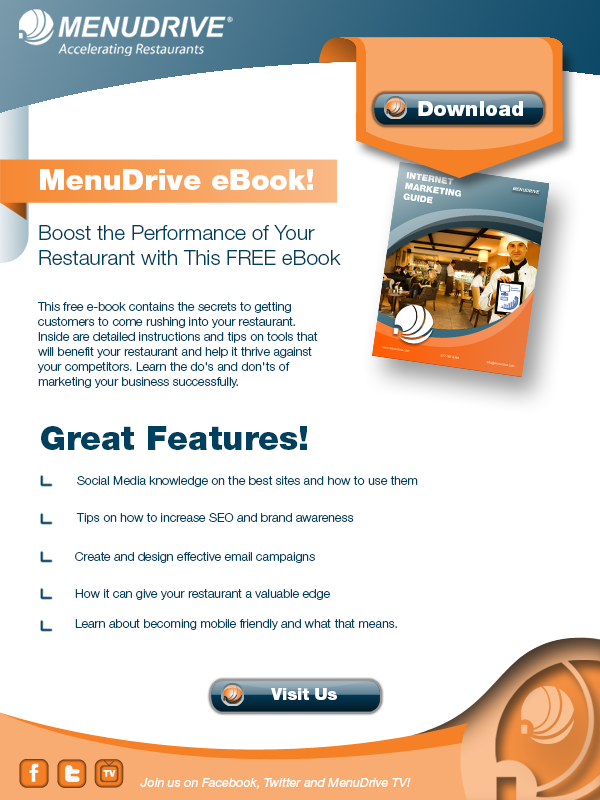 MENUDRIVE®
Accelerating Restaurants
Download
MenuDrive eBook!
INTERNET
MARKETING
GUIDE
MENUDRIVE
Boost the Performance of Your
Restaurant with This FREE eBook
This free e-book contains the secrets to getting
customers to come rushing into your restaurant.
Inside are detailed instructions and tips on tools that
will benefit your restaurant and help it thrive against
your competitors. Learn the do's and don'ts of
marketing your business successfully.
Great Features!
Social Media knowledge on the best sites and how to use them
Tips on how to increase SEO and brand awareness
Create and design effective email campaigns
How it can give your restaurant a valuable edge
Learn about becoming mobile friendly and what that means.
Visit Us
f
t
TV
Join us on Facebook, Twitter and MenuDrive TV!